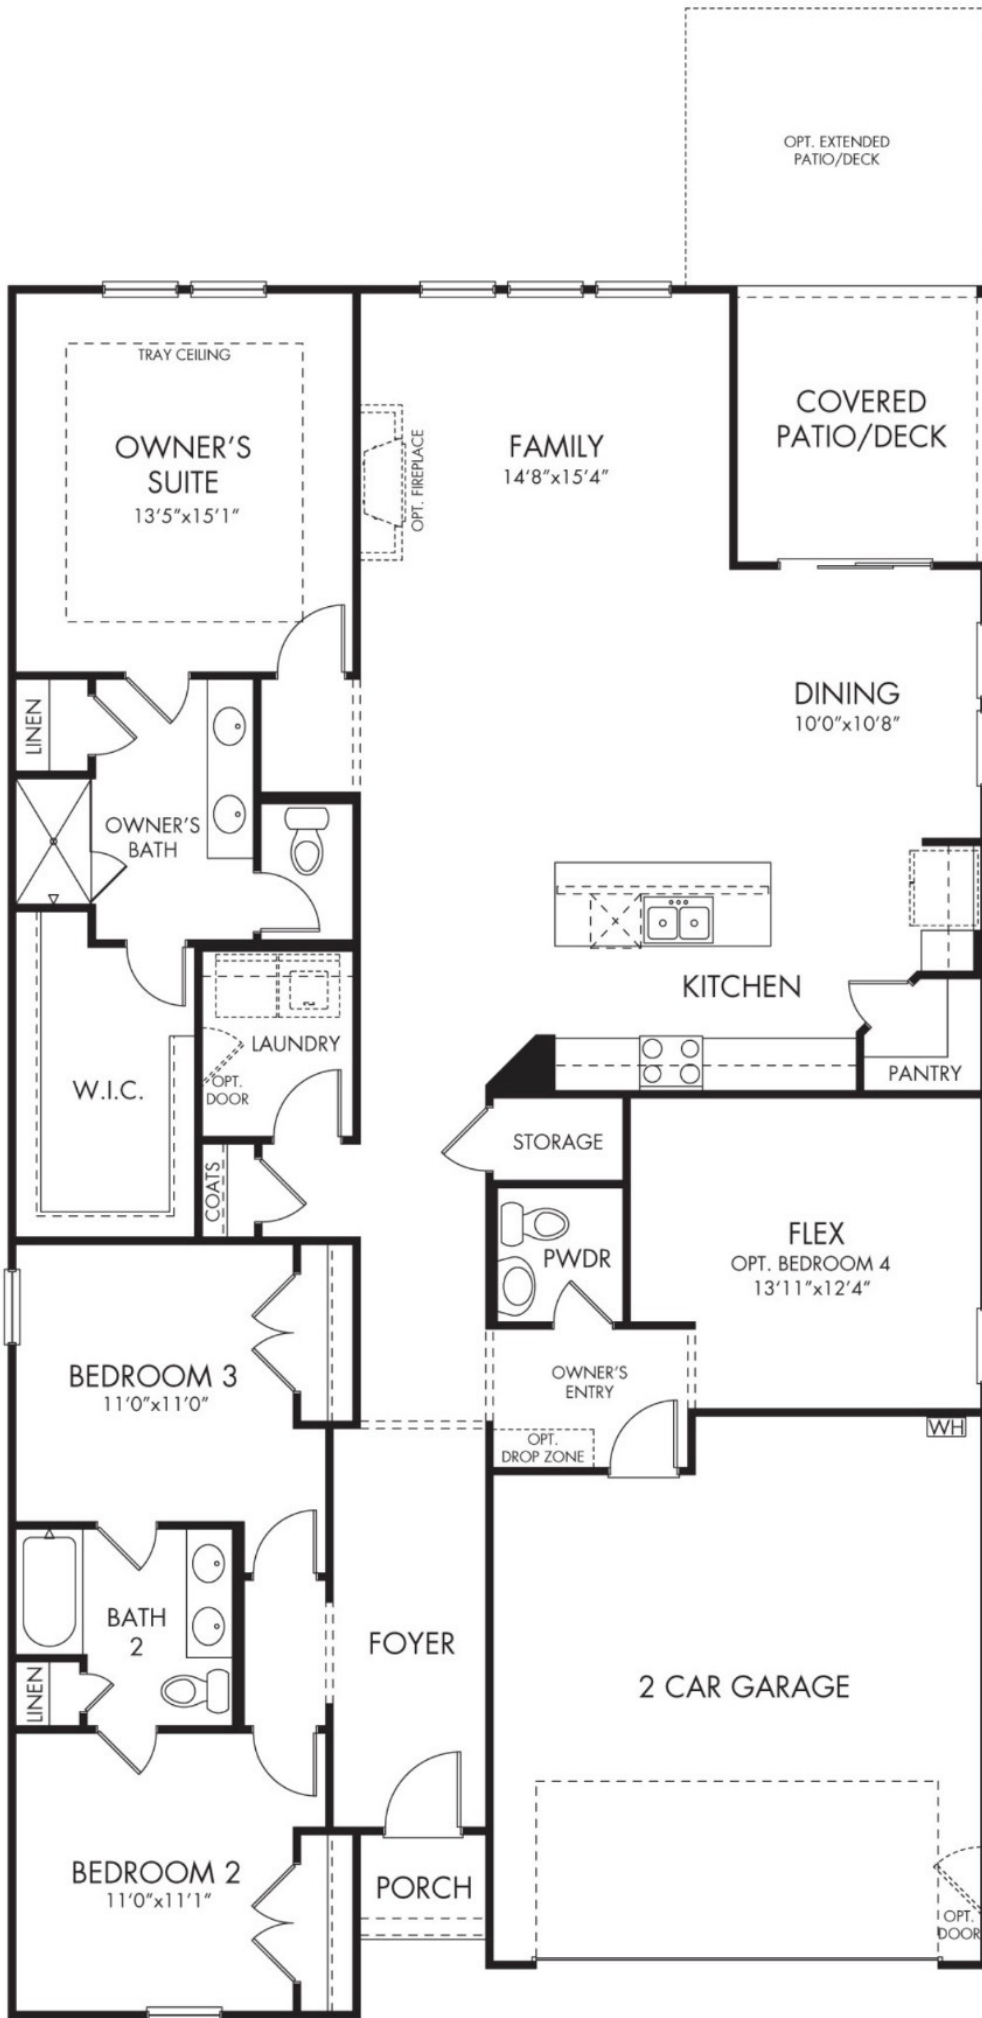 OPT. EXTENDED
PATIO/DECK
TRAY CEILING
OWNER'S
SUITE
13'5"x15'1"
OPT. FIREPLACE
FAMILY
14'8"x15'4"
COVERED
PATIO/DECK
DINING
10'0"x10'8"
LINEN
OWNER'S
BATH
KITCHEN
LAUNDRY
OPT.
DOOR
W.I.C.
PANTRY
COATS
STORAGE
PWDR
FLEX
OPT. BEDROOM 4
13'11"x12'4"
BEDROOM 3
11'0"x11'0"
OWNER'S
ENTRY
OPT.
DROP ZONE
WH
BATH
2
LINEN
FOYER
2 CAR GARAGE
BEDROOM 2
11'0"x11'1"
PORCH
OPT.
DOOR